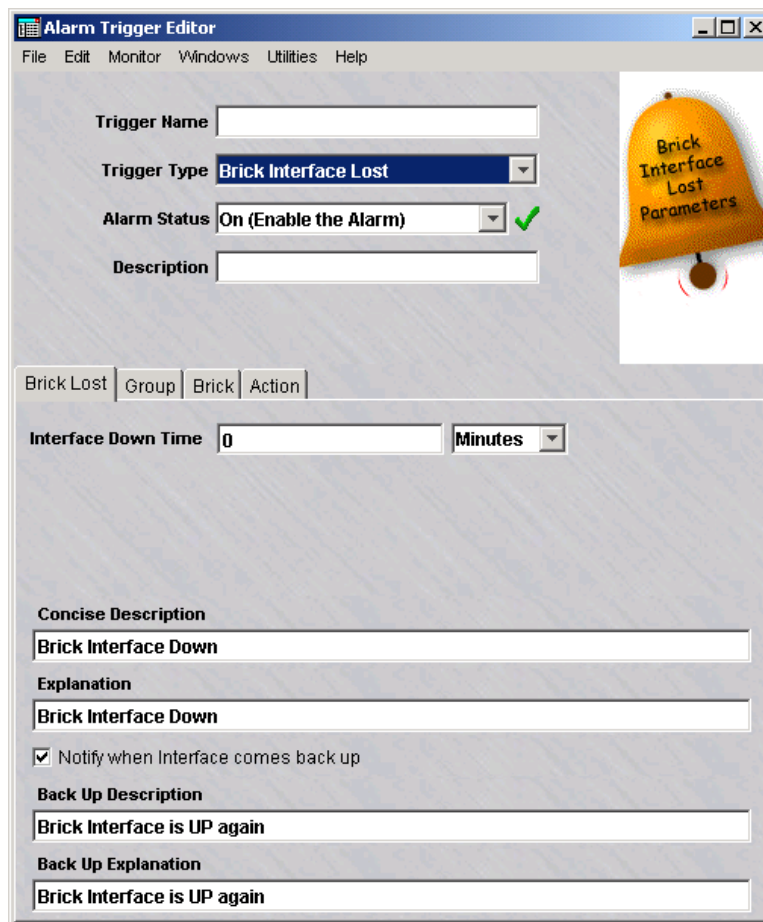 Alarm Trigger Editor
File Edit Monitor Windows Utilities Help
Trigger Name
Trigger Type Brick Interface Lost
Alarm Status On (Enable the Alarm)
Description
Brick
Interface
Lost
Parameters
Brick Lost Group Brick Action
Interface Down Time 0 Minutes
Concise Description
Brick Interface Down
Explanation
Brick Interface Down
Notify when Interface comes back up
Back Up Description
Brick Interface is UP again
Back Up Explanation
Brick Interface is UP again